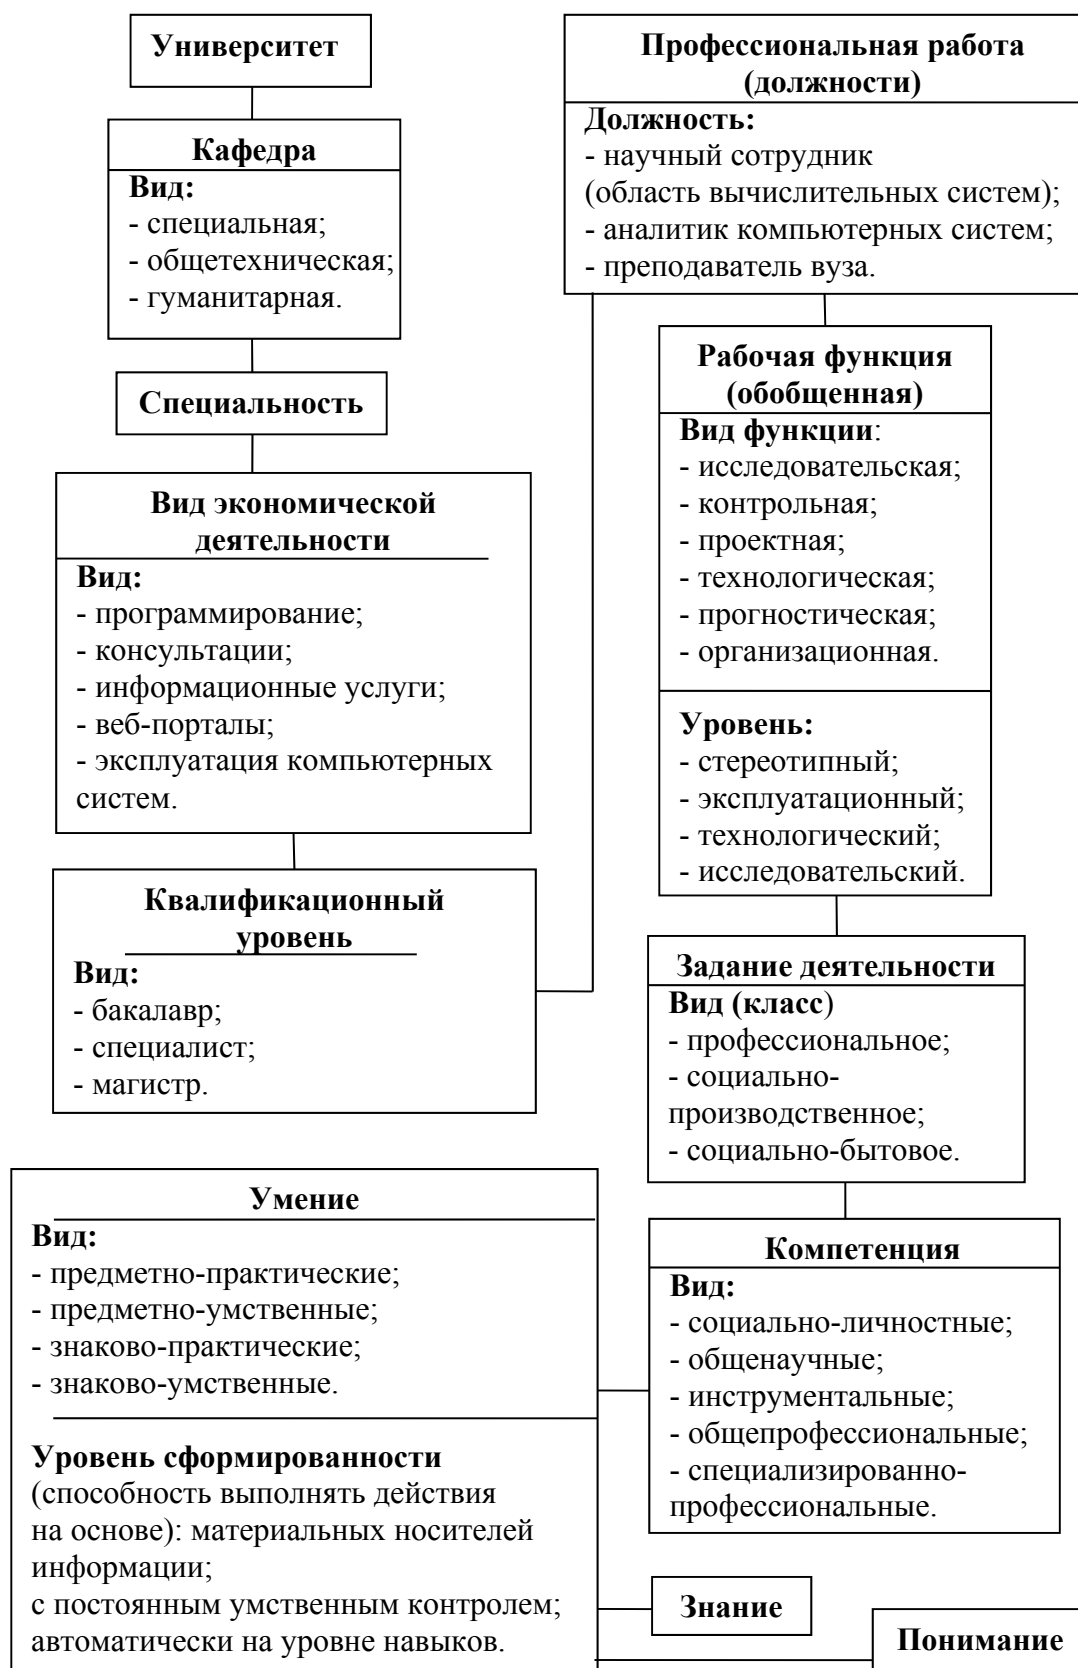 Университет
Кафедра
Вид:
- специальная;
- общетехническая;
- гуманитарная.
Специальность
Вид экономической
деятельности
Вид:
- программирование;
- консультации;
- информационные услуги;
- веб-порталы;
- эксплуатация компьютерных
систем.
Квалификационный
уровень
Вид:
- бакалавр;
- специалист;
- магистр.
Профессиональная работа
(должности)
Должность:
- научный сотрудник
(область вычислительных систем);
- аналитик компьютерных систем;
- преподаватель вуза.
Рабочая функция
(обобщенная)
Вид функции:
- исследовательская;
- контрольная;
- проектная;
- технологическая;
- прогностическая;
- организационная.
Уровень:
- стереотипный;
- эксплуатационный;
- технологический;
- исследовательский.
Задание деятельности
Вид (класс)
- профессиональное;
- социально-
производственное;
- социально-бытовое.
Компетенция
Вид:
- социально-личностные;
- общенаучные;
- инструментальные;
- общепрофессиональные;
- специализированно-
профессиональные.
Умение
Вид:
- предметно-практические;
- предметно-умственные;
- знаково-практические;
- знаково-умственные.
Уровень сформированности
(способность выполнять действия
на основе): материальных носителей
информации;
с постоянным умственным контролем;
автоматически на уровне навыков.
Знание
Понимание